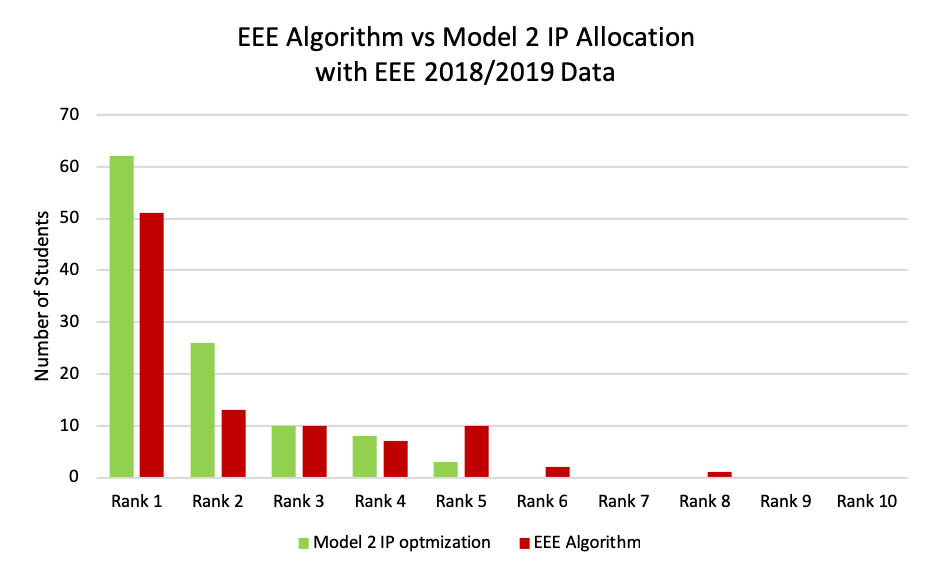 EEE Algorithm vs Model 2 IP Allocation
with EEE 2018/2019 Data
Number of Students
70
60
50
40
30
20
10
0
Rank 1 Rank 2 Rank 3 Rank 4 Rank 5 Rank 6 Rank 7 Rank 8 Rank 9 Rank 10
Model 2 IP optmization EEE Algorithm